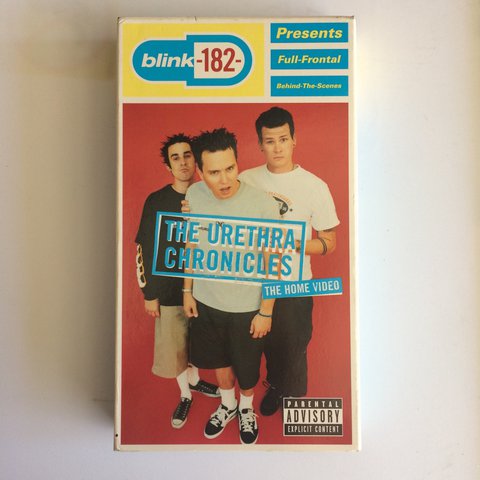 blink-182-
Presents
Full-Frontal
Behind-The-Scenes
THE URETHRA
CHRONICLES
THE HOME VIDEO
PARENTAL
ADVISORY
EXPLICIT CONTENT